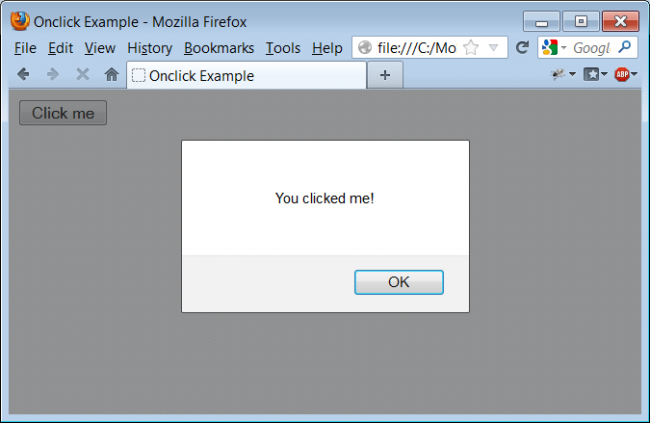 Onclick Example - Mozilla Firefox
File Edit View History Bookmarks Tools Help file:///C:/Mo Googl
Onclick Example +
ABP
Click me
You clicked me!
OK